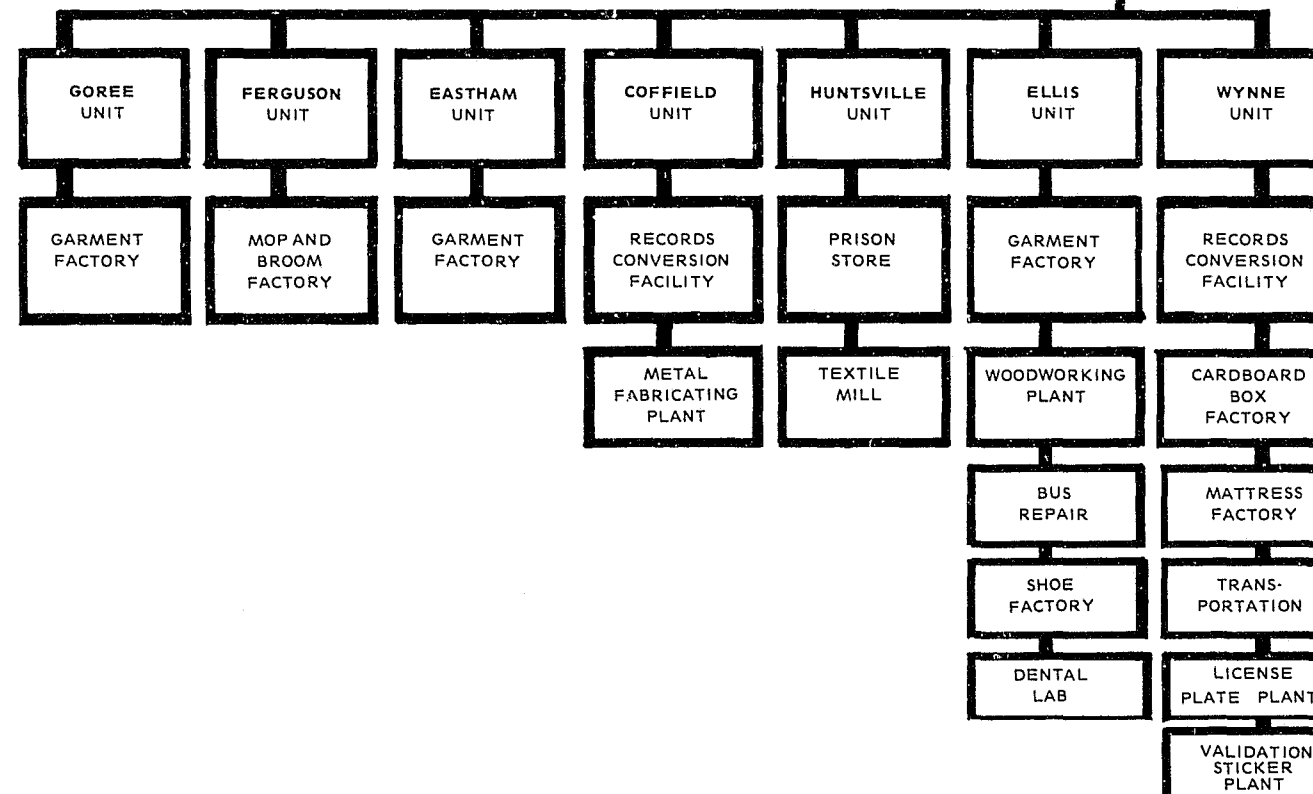 GOREE
UNIT
FERGUSON
UNIT
EASTHAM
UNIT
COFFIELD
UNIT
HUNTSVILLE
UNIT
ELLIS
UNIT
WYNNE
UNIT
GARMENT
FACTORY
MOP AND
BROOM
FACTORY
GARMENT
FACTORY
RECORDS
CONVERSION
FACILITY
PRISON
STORE
GARMENT
FACTORY
RECORDS
CONVERSION
FACILITY
METAL
FABRICATING
PLANT
TEXTILE
MILL
WOODWORKING
PLANT
CARDBOARD
BOX
FACTORY
BUS
REPAIR
MATTRESS
FACTORY
SHOE
FACTORY
TRANS-
PORTATION
DENTAL
LAB
LICENSE
PLATE PLANT
VALIDATION
STICKER
PLANT